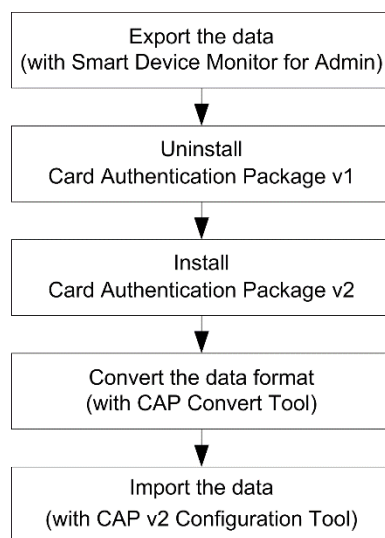 Export the data
(with Smart Device Monitor for Admin)
Uninstall
Card Authentication Package v1
Install
Card Authentication Package v2
Convert the data format
(with CAP Convert Tool)
Import the data
(with CAP v2 Configuration Tool)